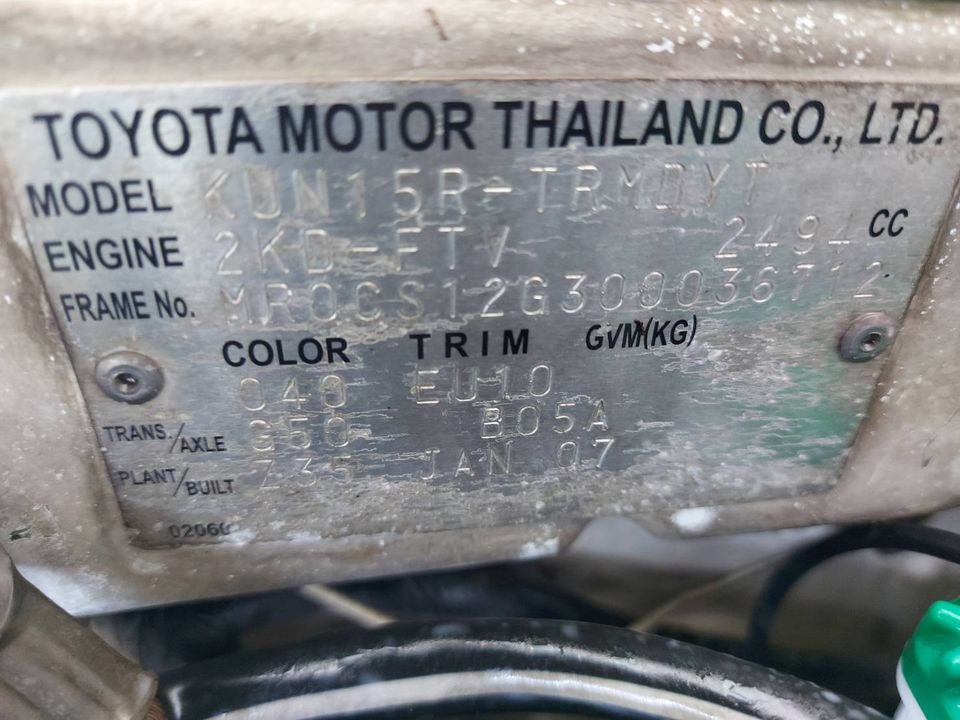 TOYOTA MOTOR THAILAND CO., LTD.
MODEL KUN15R-TRMDYT
ENGINE 2KD-FTV 2494 CC
FRAME No. MR0CS12G300036712
COLOR TRIM GVM(KG)
040 EU10
TRANS./AXLE G50 B05A
PLANT/BUILT Z35 JAN 07